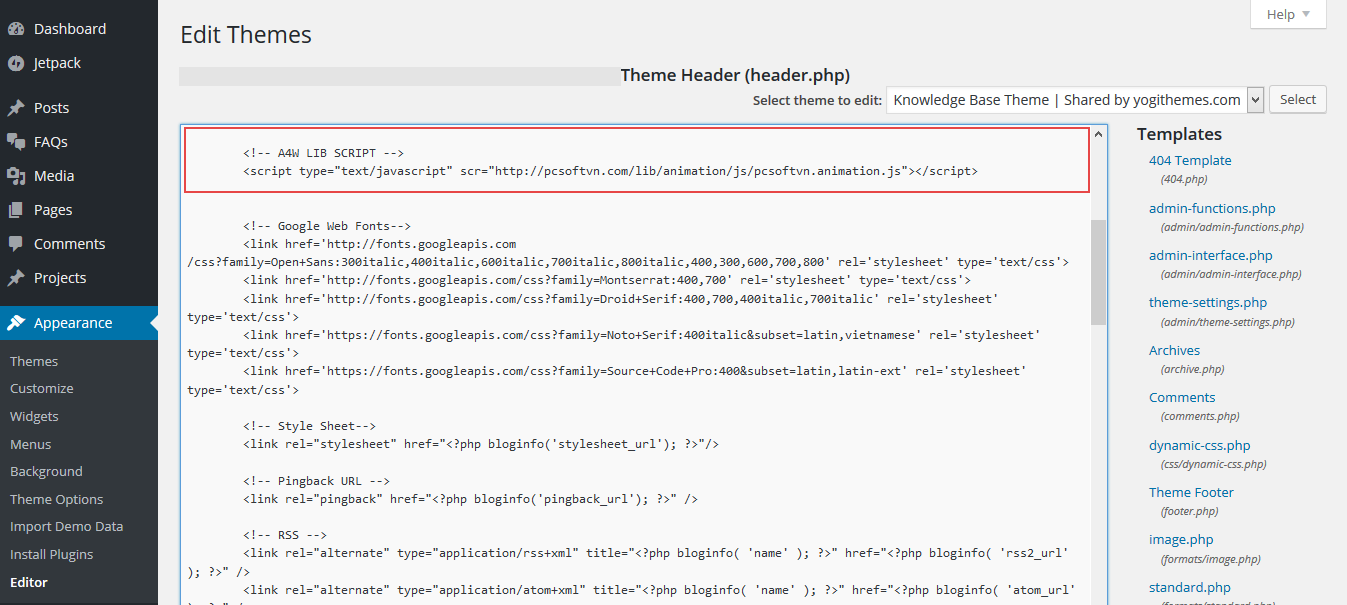 Help
Dashboard
Jetpack
Posts
FAQs
Media
Pages
Comments
Projects
Appearance
Themes
Customize
Widgets
Menus
Background
Theme Options
Import Demo Data
Install Plugins
Editor
Edit Themes
Theme Header (header.php)
Select theme to edit: Knowledge Base Theme | Shared by yogithemes.com Select
<!-- A4W LIB SCRIPT -->
<script type="text/javascript" scr="http://pcsoftvn.com/lib/animation/js/pcsoftvn.animation.js"></script>
<!-- Google Web Fonts-->
<link href='http://fonts.googleapis.com
/css?family=Open+Sans:300italic,400italic,600italic,700italic,800italic,400,300,600,700,800' rel='stylesheet' type='text/css'>
<link href='http://fonts.googleapis.com/css?family=Montserrat:400,700' rel='stylesheet' type='text/css'>
<link href='http://fonts.googleapis.com/css?family=Droid+Serif:400,700,400italic,700italic' rel='stylesheet'
type='text/css'>
<link href='https://fonts.googleapis.com/css?family=Noto+Serif:400italic&subset=latin,vietnamese' rel='stylesheet'
type='text/css'>
<link href='https://fonts.googleapis.com/css?family=Source+Code+Pro:400&subset=latin,latin-ext' rel='stylesheet'
type='text/css'>
<!-- Style Sheet-->
<link rel="stylesheet" href="<?php bloginfo('stylesheet_url'); ?>"/>
<!-- Pingback URL -->
<link rel="pingback" href="<?php bloginfo('pingback_url'); ?>" />
<!-- RSS -->
<link rel="alternate" type="application/rss+xml" title="<?php bloginfo( 'name' ); ?>" href="<?php bloginfo( 'rss2_url'
); ?>" />
<link rel="alternate" type="application/atom+xml" title="<?php bloginfo( 'name' ); ?>" href="<?php bloginfo( 'atom_url'
Templates
404 Template
(404.php)
admin-functions.php
(admin/admin-functions.php)
admin-interface.php
(admin/admin-interface.php)
theme-settings.php
(admin/theme-settings.php)
Archives
(archive.php)
Comments
(comments.php)
dynamic-css.php
(css/dynamic-css.php)
Theme Footer
(footer.php)
image.php
(formats/image.php)
standard.php